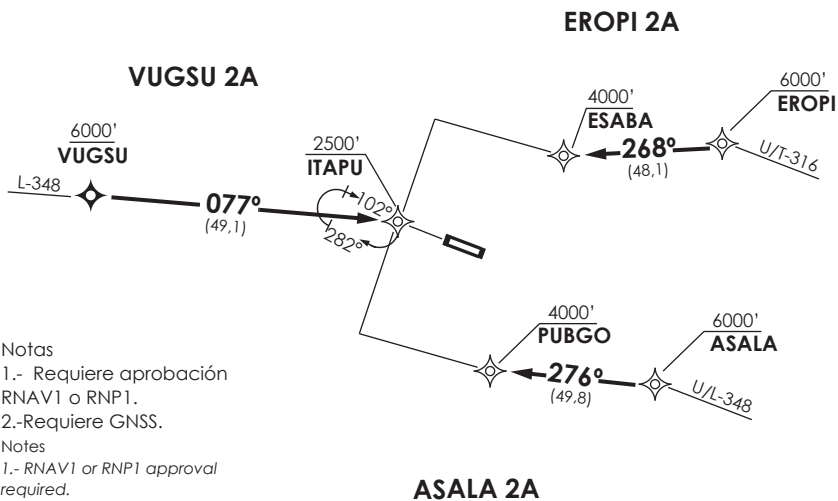 EROPI 2A
VUGSU 2A
6000'
EROPI
4000'
ESABA
6000'
VUGSU
2500'
ITAPU
268º
(48,1)
U/T-316
L-348
077º
(49,1)
102°
282°
4000'
PUBGO
6000'
ASALA
276º
(49,8)
U/L-348
Notas
1.- Requiere aprobación
RNAV1 o RNP1.
2.-Requiere GNSS.
Notes
1.- RNAV1 or RNP1 approval
required.
ASALA 2A